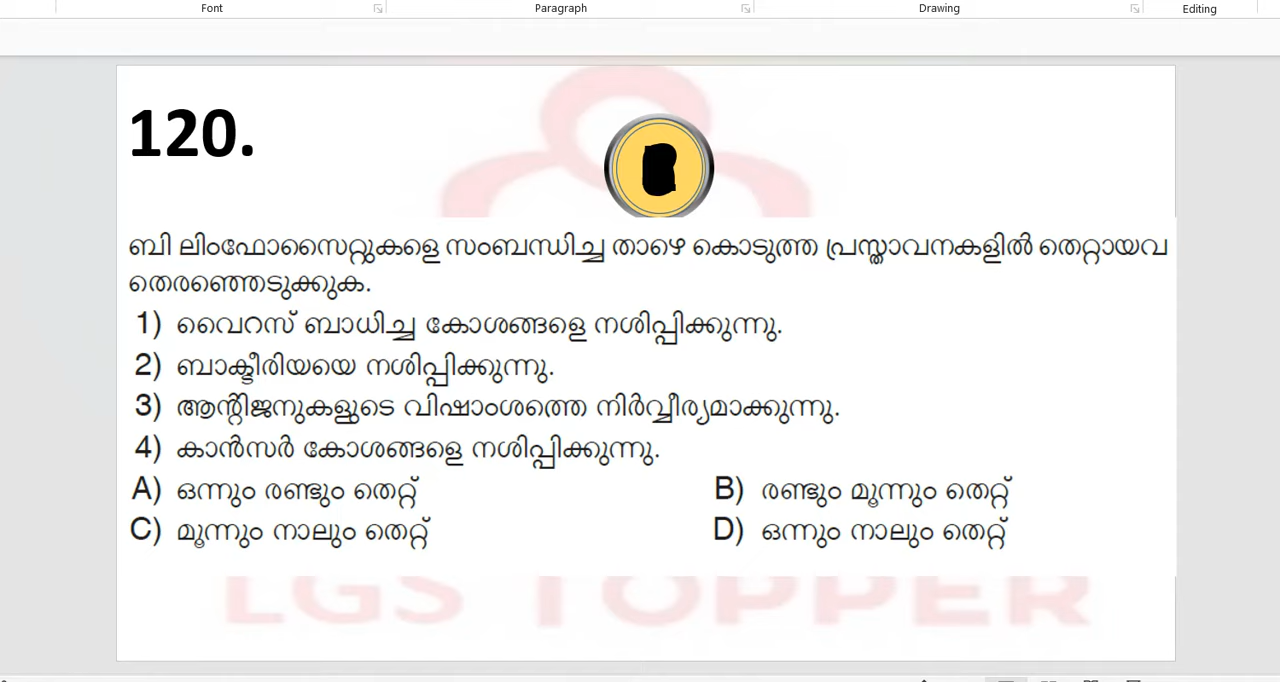 Font Paragraph Drawing Editing
120.
ബി ലിംഫോസൈറ്റുകളെ സംബന്ധിച്ച താഴെ കൊടുത്ത പ്രസ്താവനകളിൽ തെറ്റായവ
തെരഞ്ഞെടുക്കുക.
1) വൈറസ് ബാധിച്ച കോശങ്ങളെ നശിപ്പിക്കുന്നു.
2) ബാക്ടീരിയയെ നശിപ്പിക്കുന്നു.
3) ആന്റിജനുകളുടെ വിഷാംശത്തെ നിർവ്വീര്യമാക്കുന്നു.
4) കാൻസർ കോശങ്ങളെ നശിപ്പിക്കുന്നു.
A) ഒന്നും രണ്ടും തെറ്റ് B) രണ്ടും മൂന്നും തെറ്റ്
C) മൂന്നും നാലും തെറ്റ് D) ഒന്നും നാലും തെറ്റ്
LGS TOPPER